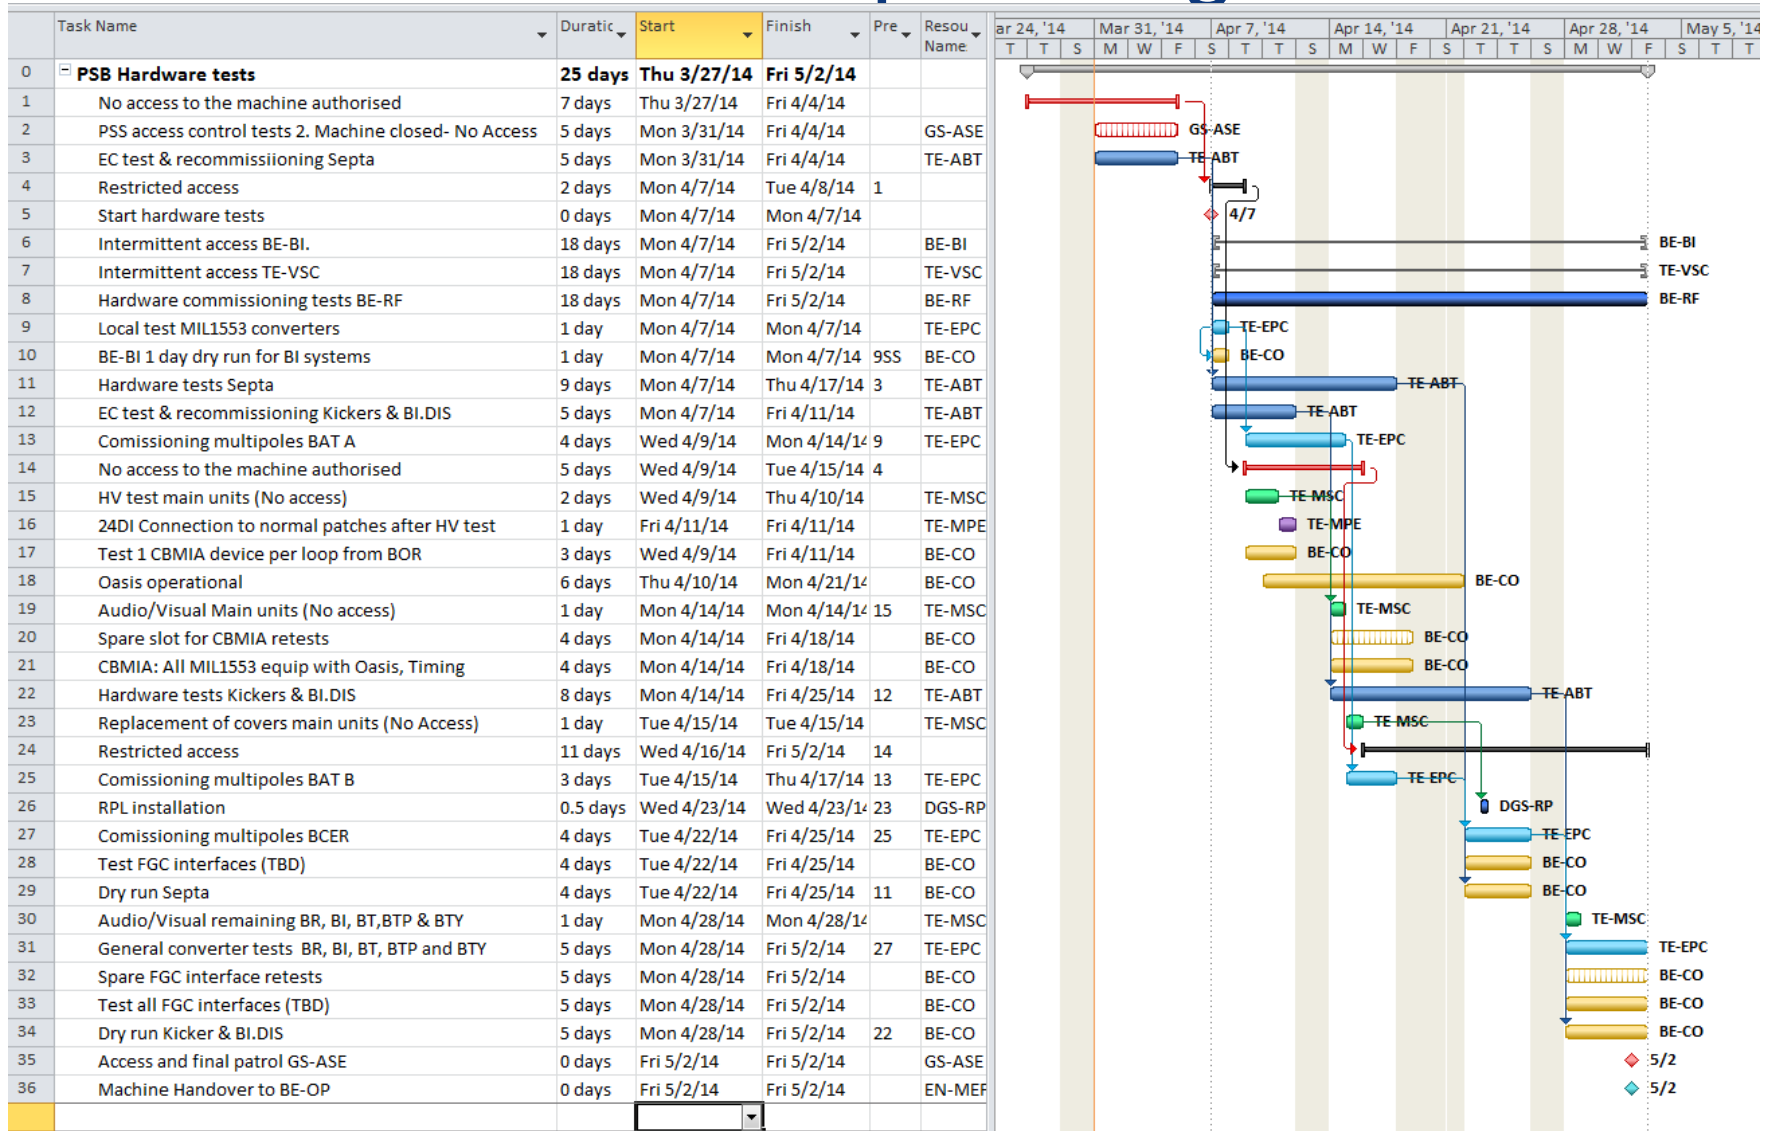 Task Name Duratic Start Finish Pre Resou Name
ar 24, '14 Mar 31, '14 Apr 7, '14 Apr 14, '14 Apr 21, '14 Apr 28, '14 May 5, '14
T T S M W F S T T S M W F S T T S M W F S T T
0 PSB Hardware tests 25 days Thu 3/27/14 Fri 5/2/14
1 No access to the machine authorised 7 days Thu 3/27/14 Fri 4/4/14
2 PSS access control tests 2. Machine closed- No Access 5 days Mon 3/31/14 Fri 4/4/14 GS-ASE GS-ASE
3 EC test & recommissiioning Septa 5 days Mon 3/31/14 Fri 4/4/14 TE-ABT TE-ABT
4 Restricted access 2 days Mon 4/7/14 Tue 4/8/14 1
5 Start hardware tests 0 days Mon 4/7/14 Mon 4/7/14 4/7
6 Intermittent access BE-BI. 18 days Mon 4/7/14 Fri 5/2/14 BE-BI BE-BI
7 Intermittent access TE-VSC 18 days Mon 4/7/14 Fri 5/2/14 TE-VSC TE-VSC
8 Hardware commissioning tests BE-RF 18 days Mon 4/7/14 Fri 5/2/14 BE-RF BE-RF
9 Local test MIL1553 converters 1 day Mon 4/7/14 Mon 4/7/14 TE-EPC TE-EPC
10 BE-BI 1 day dry run for BI systems 1 day Mon 4/7/14 Mon 4/7/14 9SS BE-CO BE-CO
11 Hardware tests Septa 9 days Mon 4/7/14 Thu 4/17/14 3 TE-ABT TE-ABT
12 EC test & recommissioning Kickers & BI.DIS 5 days Mon 4/7/14 Fri 4/11/14 TE-ABT TE-ABT
13 Comissioning multipoles BAT A 4 days Wed 4/9/14 Mon 4/14/14 9 TE-EPC TE-EPC
14 No access to the machine authorised 5 days Wed 4/9/14 Tue 4/15/14 4
15 HV test main units (No access) 2 days Wed 4/9/14 Thu 4/10/14 TE-MSC TE-MSC
16 24DI Connection to normal patches after HV test 1 day Fri 4/11/14 Fri 4/11/14 TE-MPE TE-MPE
17 Test 1 CBMIA device per loop from BOR 3 days Wed 4/9/14 Fri 4/11/14 BE-CO BE-CO
18 Oasis operational 6 days Thu 4/10/14 Mon 4/21/14 BE-CO BE-CO
19 Audio/Visual Main units (No access) 1 day Mon 4/14/14 Mon 4/14/14 15 TE-MSC TE-MSC
20 Spare slot for CBMIA retests 4 days Mon 4/14/14 Fri 4/18/14 BE-CO BE-CO
21 CBMIA: All MIL1553 equip with Oasis, Timing 4 days Mon 4/14/14 Fri 4/18/14 BE-CO BE-CO
22 Hardware tests Kickers & BI.DIS 8 days Mon 4/14/14 Fri 4/25/14 12 TE-ABT TE-ABT
23 Replacement of covers main units (No Access) 1 day Tue 4/15/14 Tue 4/15/14 TE-MSC TE-MSC
24 Restricted access 11 days Wed 4/16/14 Fri 5/2/14 14
25 Comissioning multipoles BAT B 3 days Tue 4/15/14 Thu 4/17/14 13 TE-EPC TE-EPC
26 RPL installation 0.5 days Wed 4/23/14 Wed 4/23/14 23 DGS-RP DGS-RP
27 Comissioning multipoles BCER 4 days Tue 4/22/14 Fri 4/25/14 25 TE-EPC TE-EPC
28 Test FGC interfaces (TBD) 4 days Tue 4/22/14 Fri 4/25/14 BE-CO BE-CO
29 Dry run Septa 4 days Tue 4/22/14 Fri 4/25/14 11 BE-CO BE-CO
30 Audio/Visual remaining BR, BI, BT,BTP & BTY 1 day Mon 4/28/14 Mon 4/28/14 TE-MSC TE-MSC
31 General converter tests BR, BI, BT, BTP and BTY 5 days Mon 4/28/14 Fri 5/2/14 27 TE-EPC TE-EPC
32 Spare FGC interface retests 5 days Mon 4/28/14 Fri 5/2/14 BE-CO BE-CO
33 Test all FGC interfaces (TBD) 5 days Mon 4/28/14 Fri 5/2/14 BE-CO BE-CO
34 Dry run Kicker & BI.DIS 5 days Mon 4/28/14 Fri 5/2/14 22 BE-CO BE-CO
35 Access and final patrol GS-ASE 0 days Fri 5/2/14 Fri 5/2/14 GS-ASE 5/2
36 Machine Handover to BE-OP 0 days Fri 5/2/14 Fri 5/2/14 EN-MEF 5/2